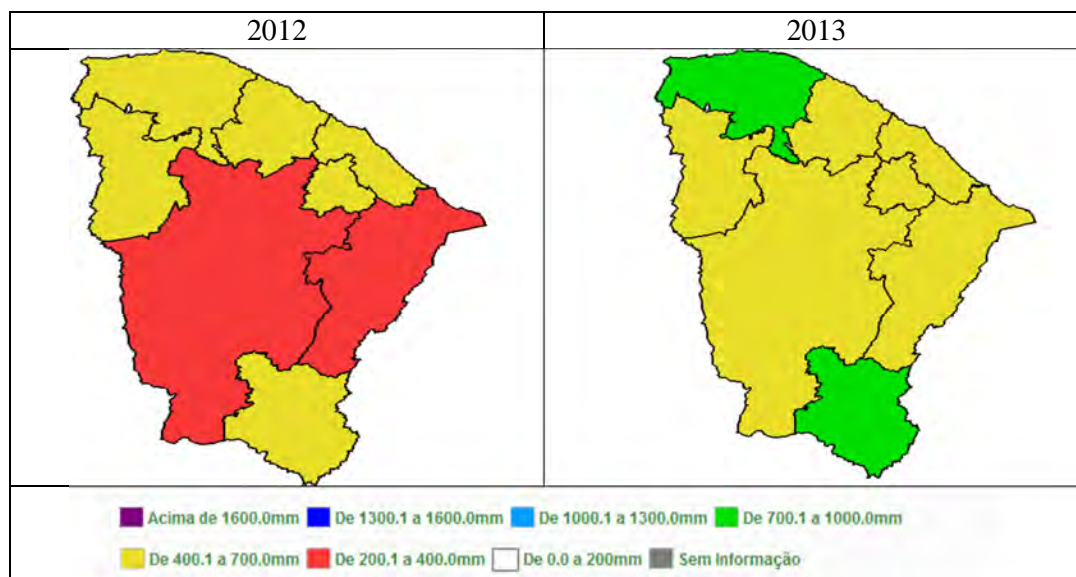 2012 2013
Acima de 1600.0mm De 1300.1 a 1600.0mm De 1000.1 a 1300.0mm De 700.1 a 1000.0mm
De 400.1 a 700.0mm De 200.1 a 400.0mm De 0.0 a 200mm Sem Informação